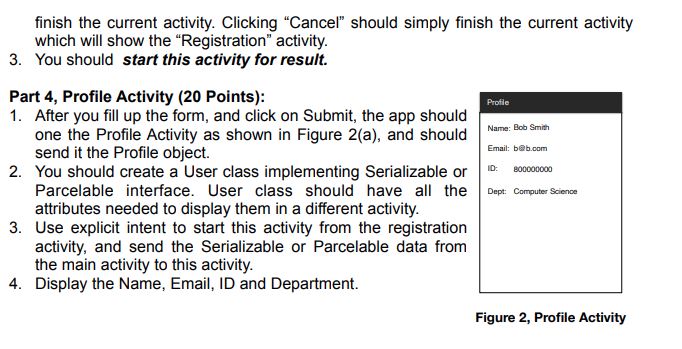 finish the current activity. Clicking “Cancel” should simply finish the current activity
which will show the “Registration” activity.
3. You should start this activity for result.
Part 4, Profile Activity (20 Points):
1. After you fill up the form, and click on Submit, the app should
one the Profile Activity as shown in Figure 2(a), and should
send it the Profile object.
2. You should create a User class implementing Serializable or
Parcelable interface. User class should have all the
attributes needed to display them in a different activity.
3. Use explicit intent to start this activity from the registration
activity, and send the Serializable or Parcelable data from
the main activity to this activity.
4. Display the Name, Email, ID and Department.
Profile
Name: Bob Smith
Email: b@b.com
ID: 800000000
Dept: Computer Science
Figure 2, Profile Activity